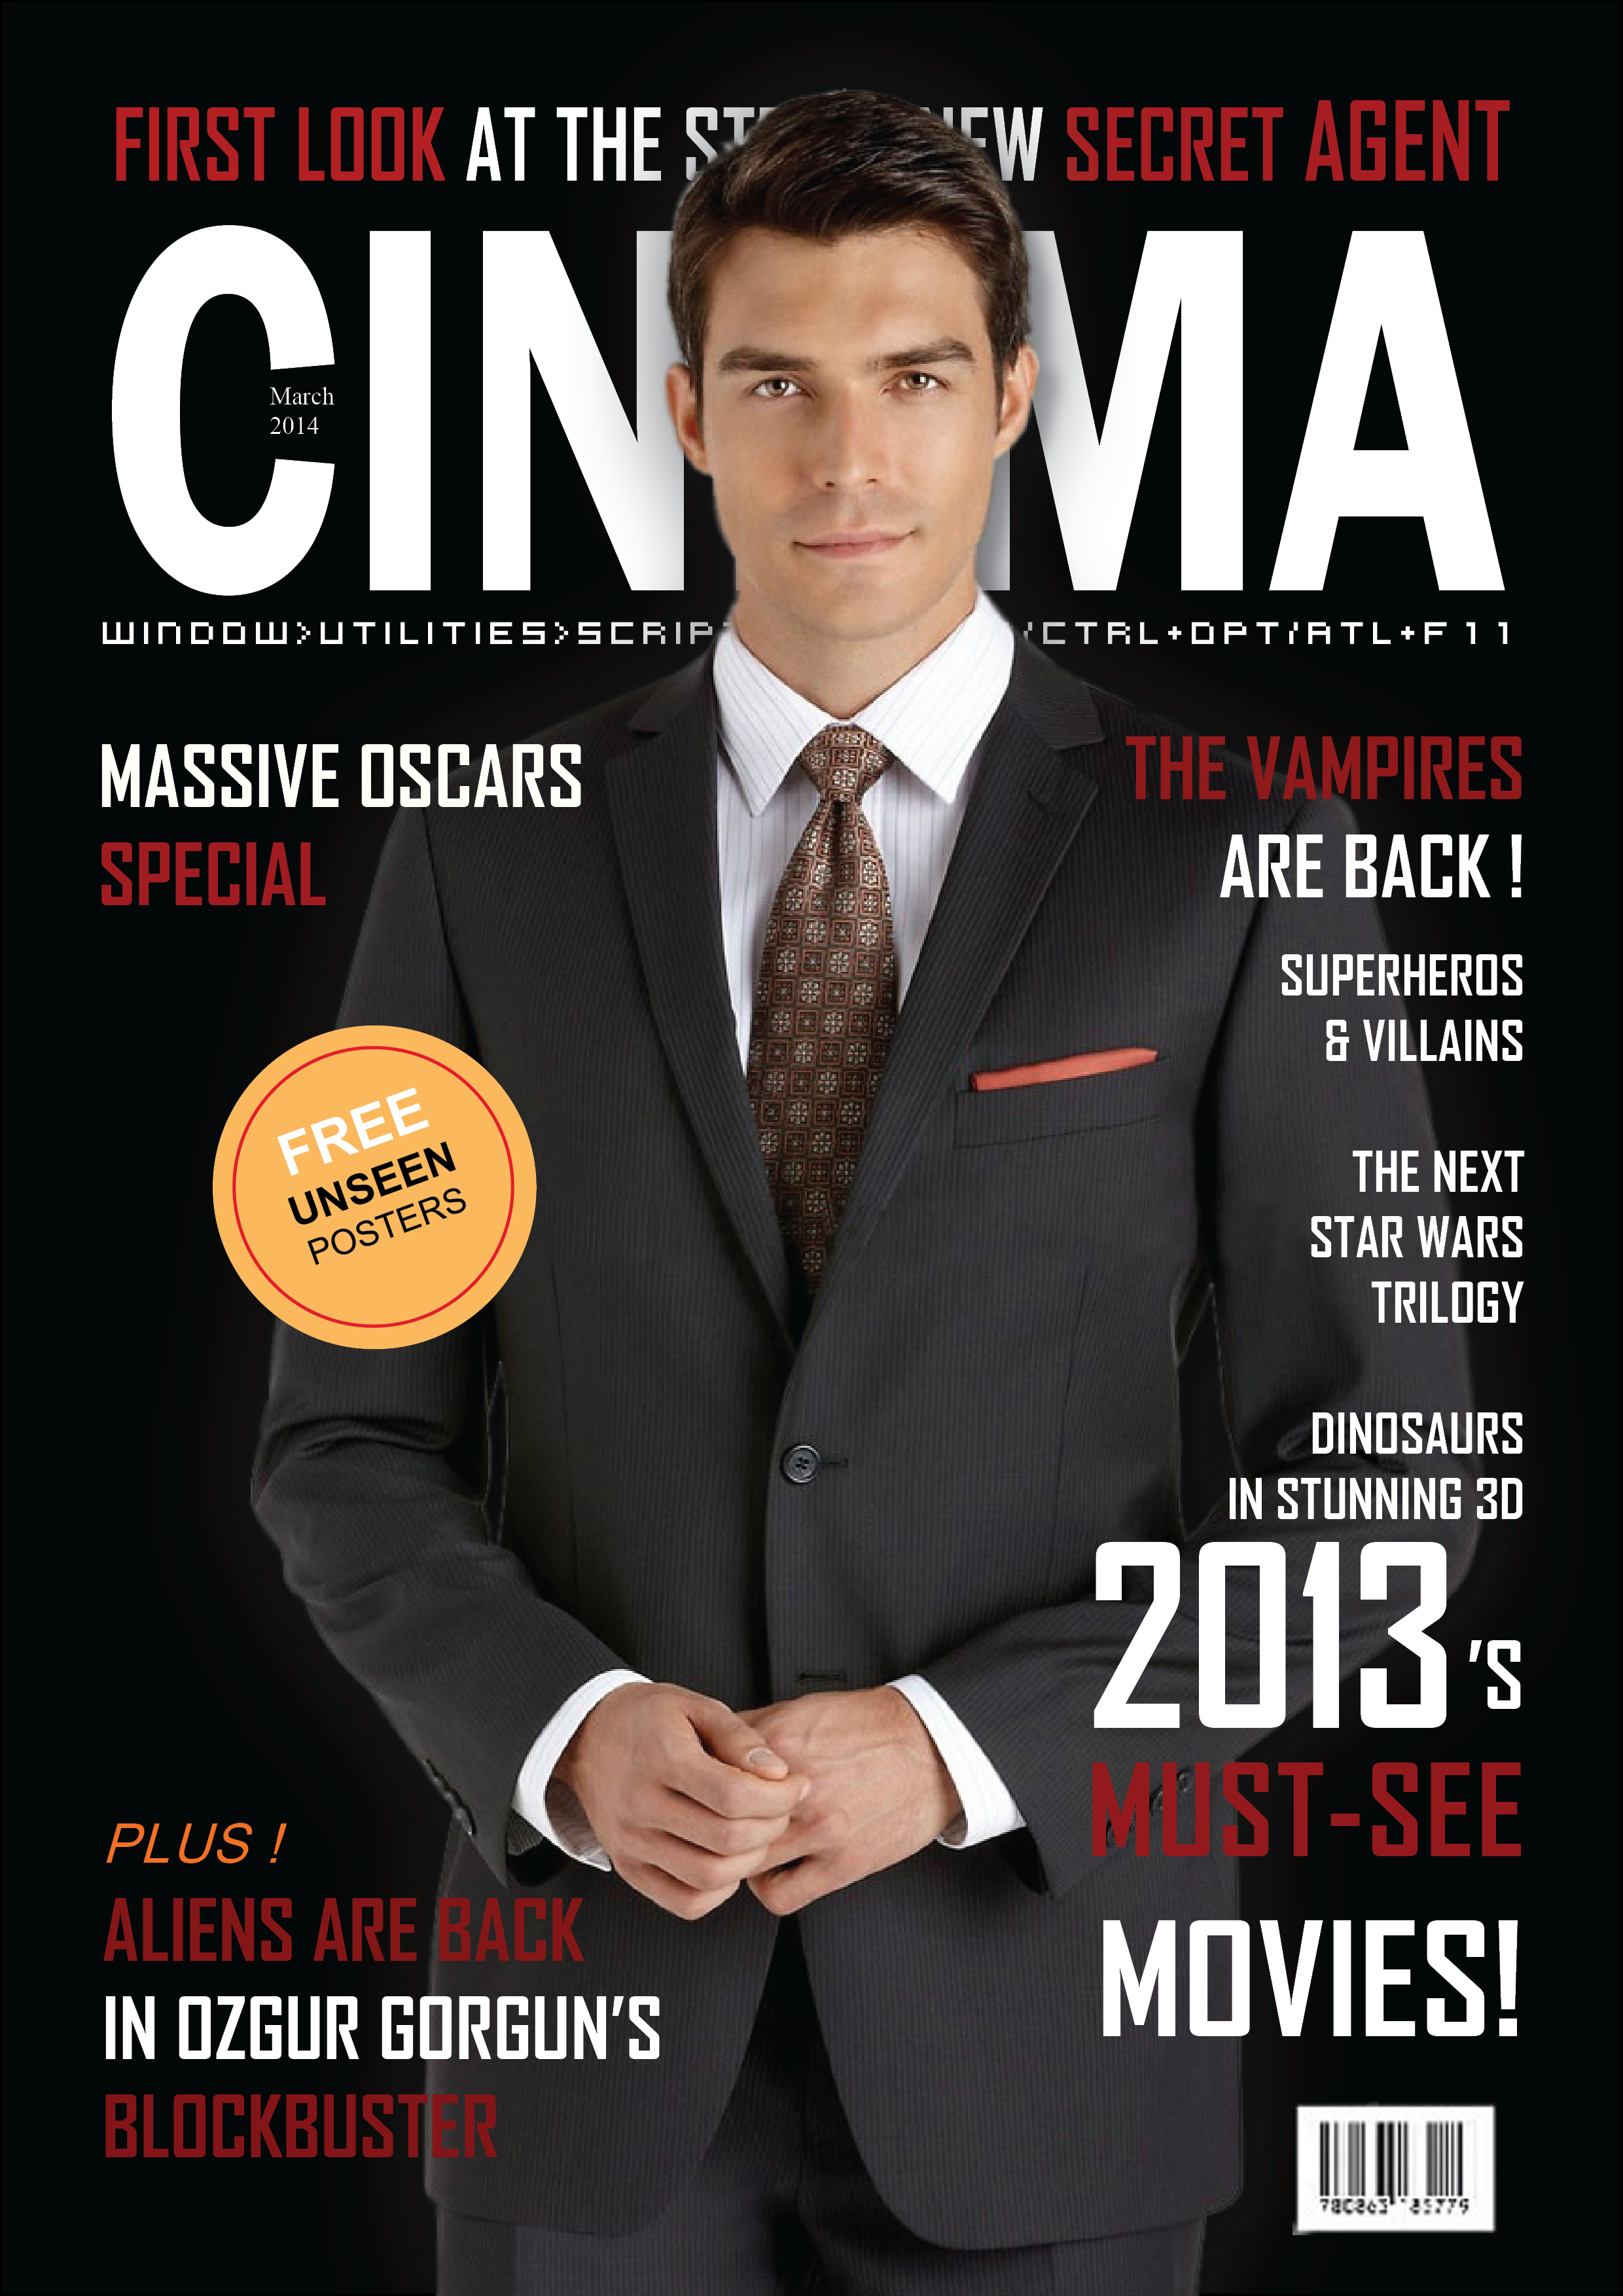 FIRST LOOK AT THE NEW SECRET AGENT
CINEMA
March
2014
WINDOW>UTILITIES>SCRIP /CTRL+OPT/ATL+F11
MASSIVE OSCARS
SPECIAL
THE VAMPIRES
ARE BACK !
SUPERHEROS
& VILLAINS
FREE
UNSEEN
POSTERS
THE NEXT
STAR WARS
TRILOGY
DINOSAURS
IN STUNNING 3D
2013 'S
MUST-SEE
MOVIES!
PLUS !
ALIENS ARE BACK
IN OZGUR GORGUN'S
BLOCKBUSTER